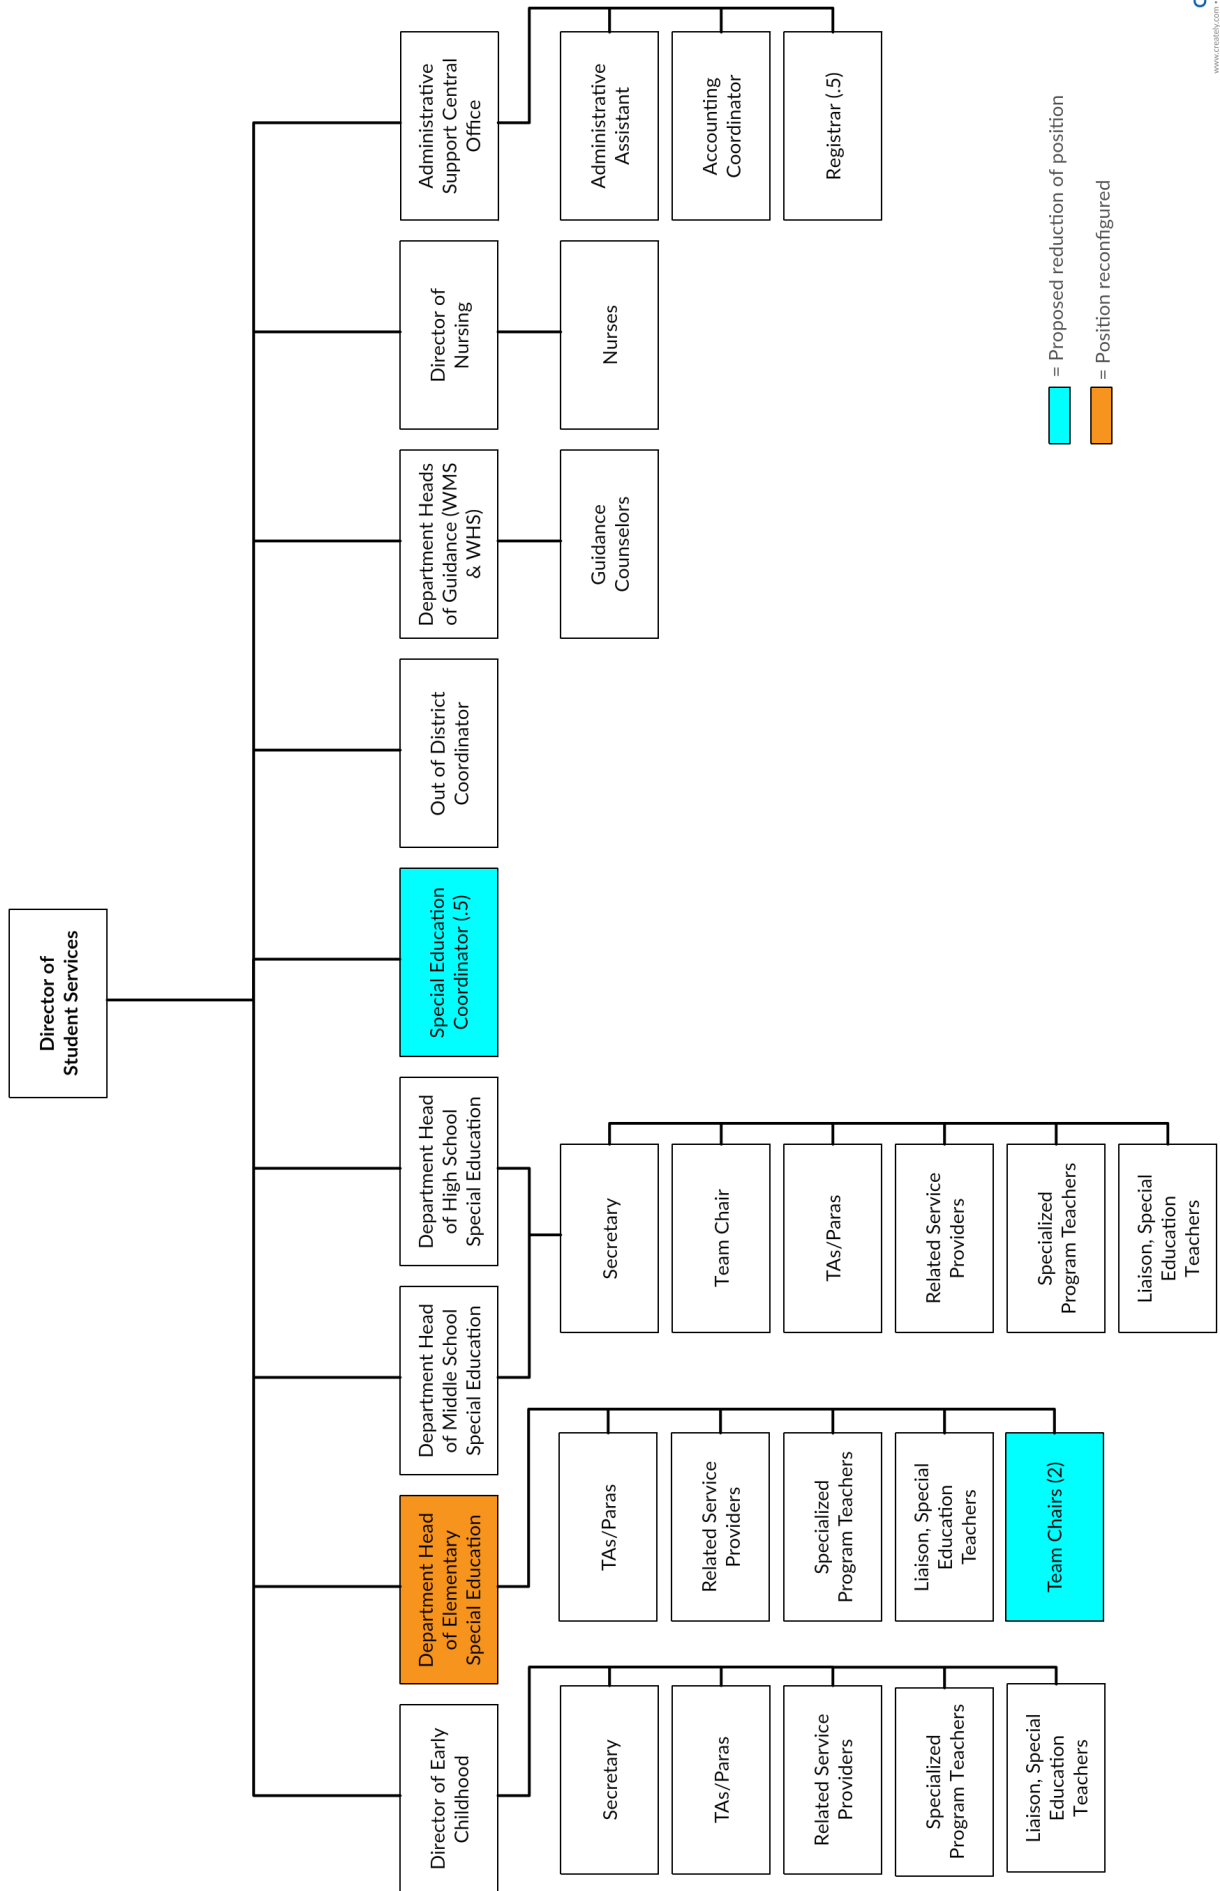 Director of
Student Services
Director of Early
Childhood
Department Head
of Elementary
Special Education
Department Head
of Middle School
Special Education
Department Head
of High School
Special Education
Special Education
Coordinator (.5)
Out of District
Coordinator
Department Heads
of Guidance (WMS
& WHS)
Director of
Nursing
Administrative
Support Central
Office
Secretary
TAs/Paras
Related Service
Providers
Specialized
Program Teachers
Liaison, Special
Education
Teachers
TAs/Paras
Related Service
Providers
Specialized
Program Teachers
Liaison, Special
Education
Teachers
Team Chairs (2)
Secretary
Team Chair
TAs/Paras
Related Service
Providers
Specialized
Program Teachers
Liaison, Special
Education
Teachers
Guidance
Counselors
Nurses
Administrative
Assistant
Accounting
Coordinator
Registrar (.5)
= Proposed reduction of position
= Position reconfigured
www.creately.com •